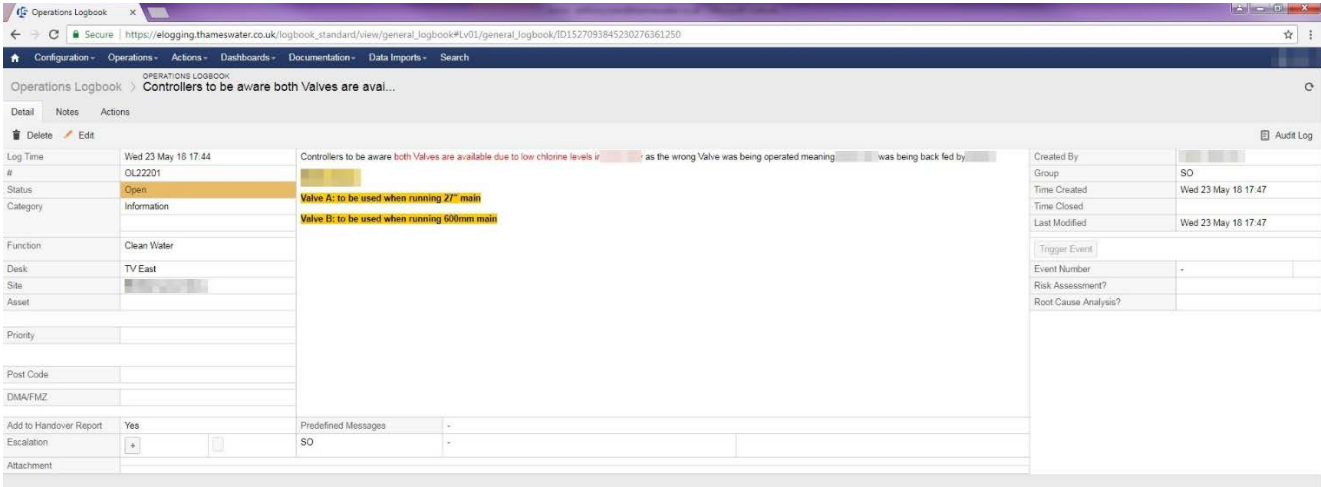 Operations Logbook
Secure https://elogging.thameswater.co.uk/logbook_standard/view/general_logbook#Lv01/general_logbook/ID1527093845230276361250
Configuration Operations Actions Dashboards Documentation Data Imports Search
OPERATIONS LOGBOOK
Operations Logbook > Controllers to be aware both Valves are avai...
Detail Notes Actions
Delete Edit Audit Log
Log Time Wed 23 May 18 17:44
# OL22201
Status Open
Category Information
Function Clean Water
Desk TV East
Site
Asset
Priority
Post Code
DMA/FMZ
Add to Handover Report Yes
Escalation +
Attachment
Controllers to be aware both Valves are available due to low chlorine levels in as the wrong Valve was being operated meaning was being back fed by
Valve A: to be used when running 27" main
Valve B: to be used when running 600mm main
Predefined Messages -
SO -
Created By
Group SO
Time Created Wed 23 May 18 17:47
Time Closed
Last Modified Wed 23 May 18 17:47
Trigger Event
Event Number -
Risk Assessment?
Root Cause Analysis?